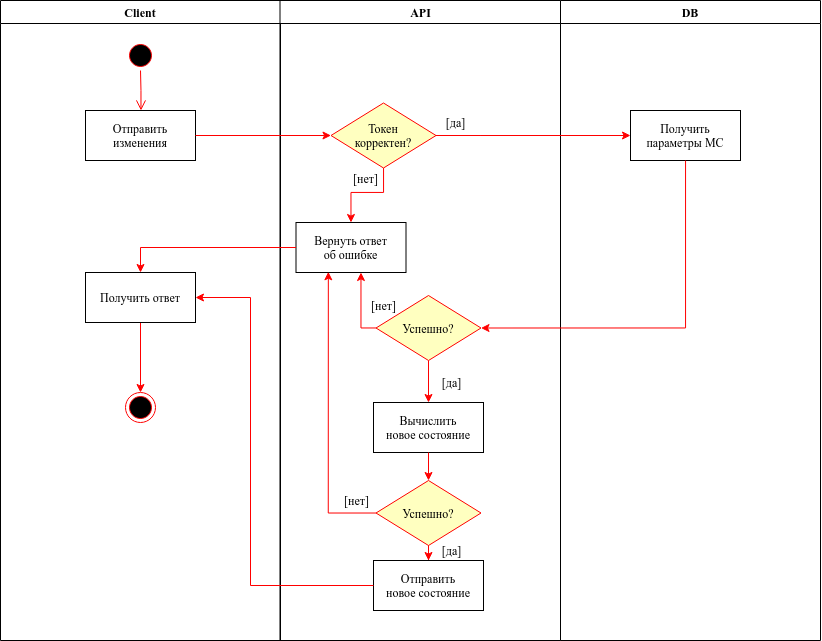 Client
API
DB
Отправить
изменения
Токен
корректен?
[да]
Получить
параметры МС
[нет]
Вернуть ответ
об ошибке
Получить ответ
[нет]
Успешно?
[да]
Вычислить
новое состояние
[нет]
Успешно?
[да]
Отправить
новое состояние